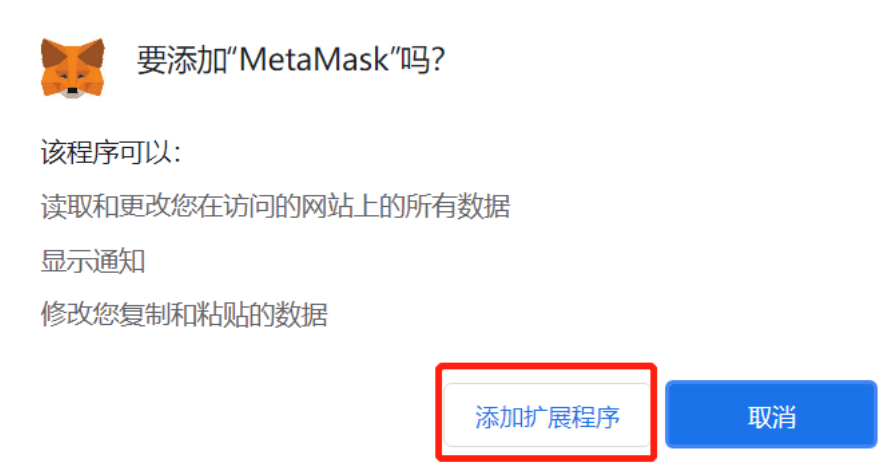 要添加“MetaMask”吗？
该程序可以：
读取和更改您在访问的网站上的所有数据
显示通知
修改您复制和粘贴的数据
添加扩展程序
取消